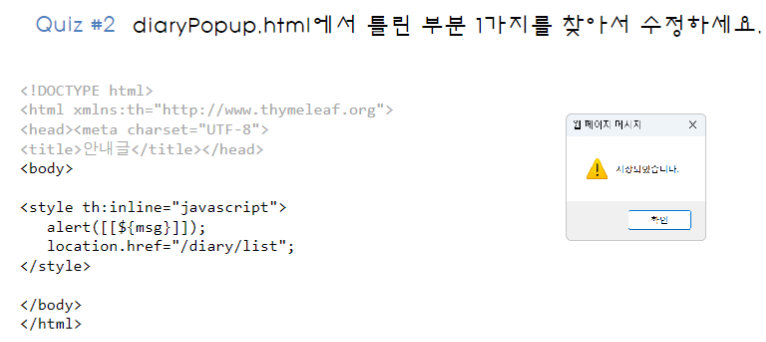 Quiz #2 diaryPopup.html에서 틀린 부분 1가지를 찾아서 수정하세요.
<!DOCTYPE html>
<html xmlns:th="http://www.thymeleaf.org">
<head><meta charset="UTF-8">
<title>안내글</title></head>
<body>
<style th:inline="javascript">
alert([[${msg}]]);
location.href="/diary/list";
</style>
</body>
</html>
웹 페이지 메시지
저장되었습니다.
확인